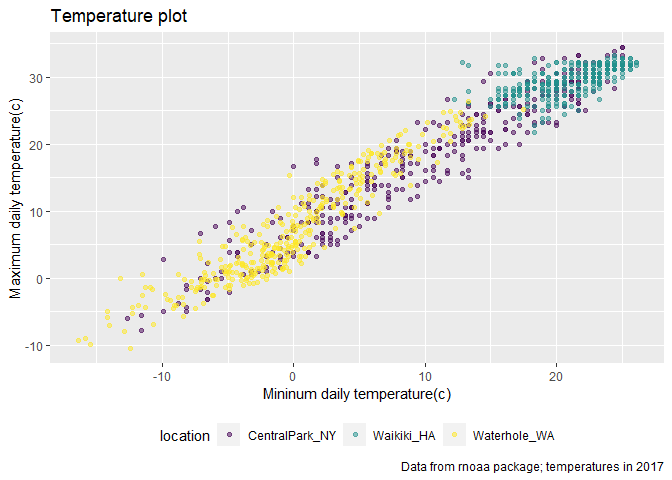 Temperature plot
Maximum daily temperature(c)
30
20
10
0
-10
-10
0
10
20
Mininum daily temperature(c)
location
CentralPark_NY
Waikiki_HA
Waterhole_WA
Data from rnoaa package; temperatures in 2017